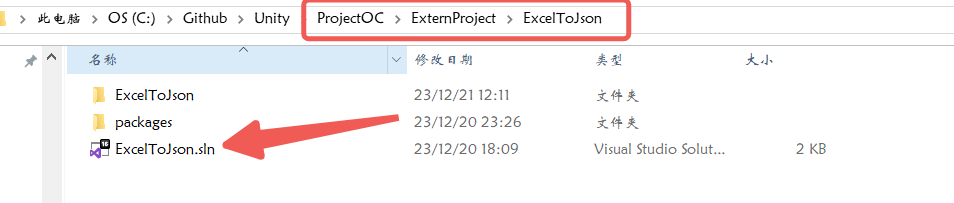 此电脑 > OS (C:) > Github > Unity > ProjectOC > ExternProject > ExcelToJson
名称 修改日期 类型 大小
ExcelToJson 23/12/21 12:11 文件夹
packages 23/12/20 23:26 文件夹
ExcelToJson.sln 23/12/20 18:09 Visual Studio Solut... 2 KB